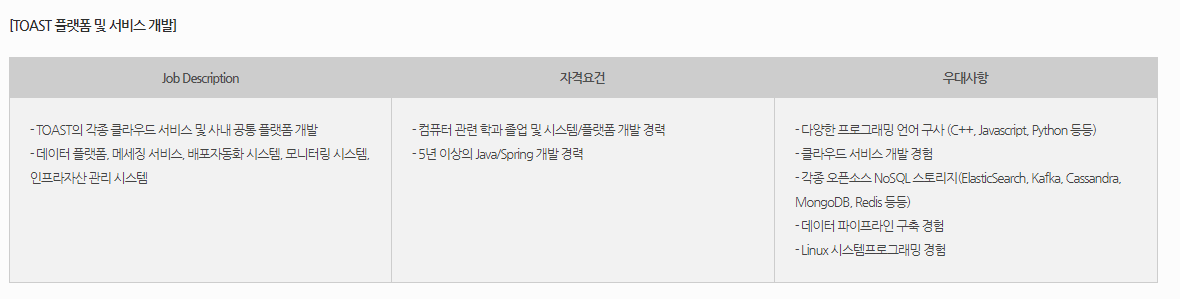 [TOAST 플랫폼 및 서비스 개발]
Job Description
자격요건
우대사항
- TOAST의 각종 클라우드 서비스 및 사내 공통 플랫폼 개발
- 데이터 플랫폼, 메세징 서비스, 배포자동화 시스템, 모니터링 시스템,
인프라자산 관리 시스템
- 컴퓨터 관련 학과 졸업 및 시스템/플랫폼 개발 경력
- 5년 이상의 Java/Spring 개발 경력
- 다양한 프로그래밍 언어 구사 (C++, Javascript, Python 등등)
- 클라우드 서비스 개발 경험
- 각종 오픈소스 NoSQL 스토리지(ElasticSearch, Kafka, Cassandra,
MongoDB, Redis 등등)
- 데이터 파이프라인 구축 경험
- Linux 시스템프로그래밍 경험